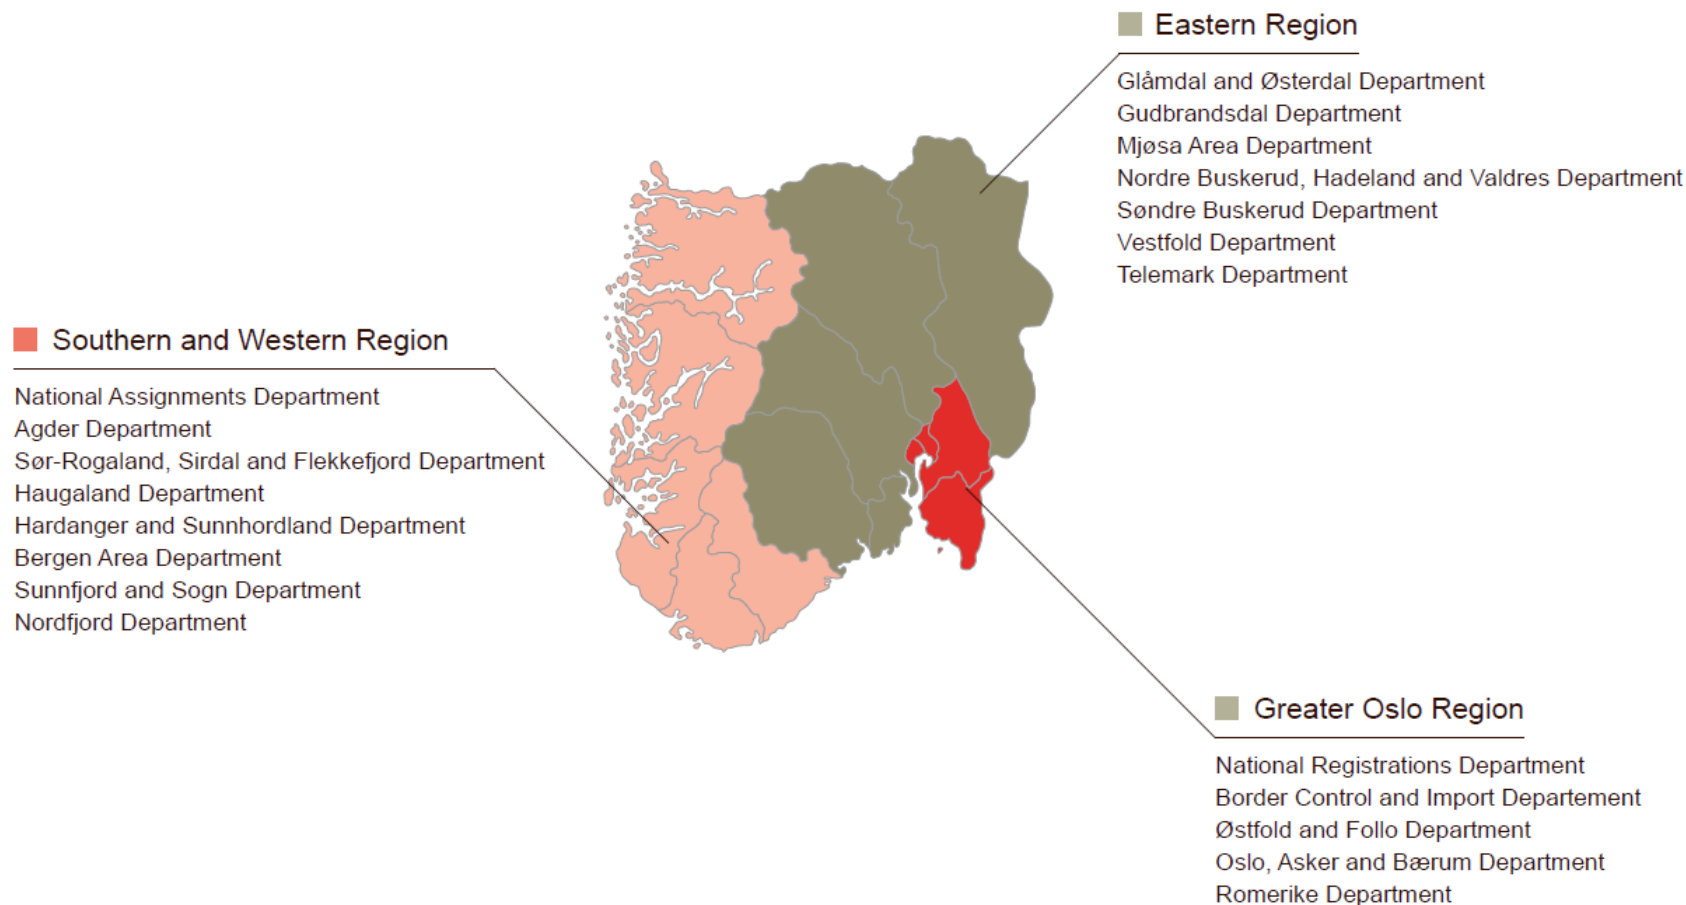 Eastern Region
Glåmdal and Østerdal Department
Gudbrandsdal Department
Mjøsa Area Department
Nordre Buskerud, Hadeland and Valdres Department
Søndre Buskerud Department
Vestfold Department
Telemark Department
Southern and Western Region
National Assignments Department
Agder Department
Sør-Rogaland, Sirdal and Flekkefjord Department
Haugaland Department
Hardanger and Sunnhordland Department
Bergen Area Department
Sunnfjord and Sogn Department
Nordfjord Department
Greater Oslo Region
National Registrations Department
Border Control and Import Departement
Østfold and Follo Department
Oslo, Asker and Bærum Department
Romerike Department